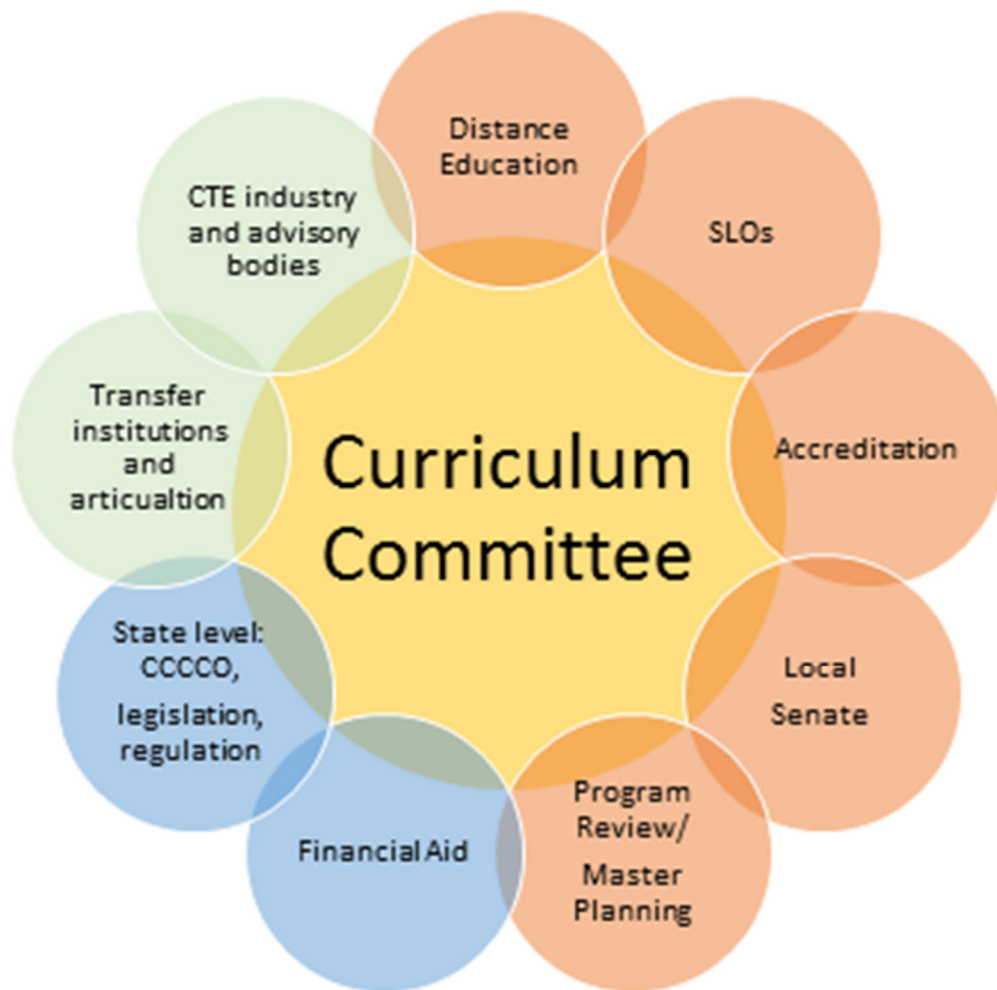 Distance
Education
SLOs
Accreditation
Local
Senate
Program
Review/
Master
Planning
Financial Aid
State level:
CCCCO,
legislation,
regulation
Transfer
institutions
and
articualtion
CTE industry
and advisory
bodies
Curriculum
Committee